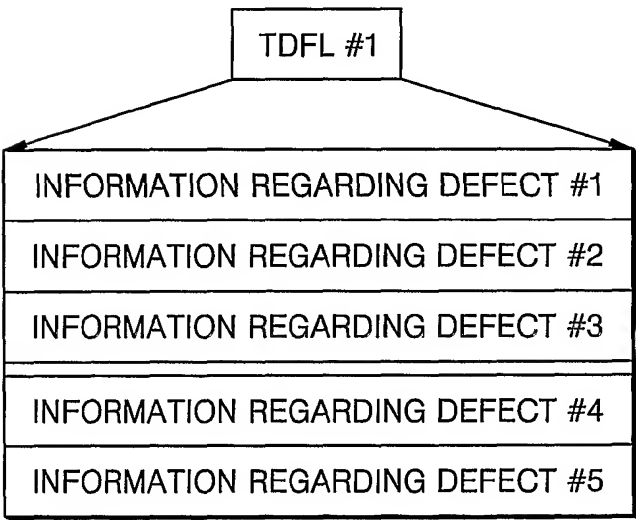 TDFL #1
INFORMATION REGARDING DEFECT #1
INFORMATION REGARDING DEFECT #2
INFORMATION REGARDING DEFECT #3
INFORMATION REGARDING DEFECT #4
INFORMATION REGARDING DEFECT #5